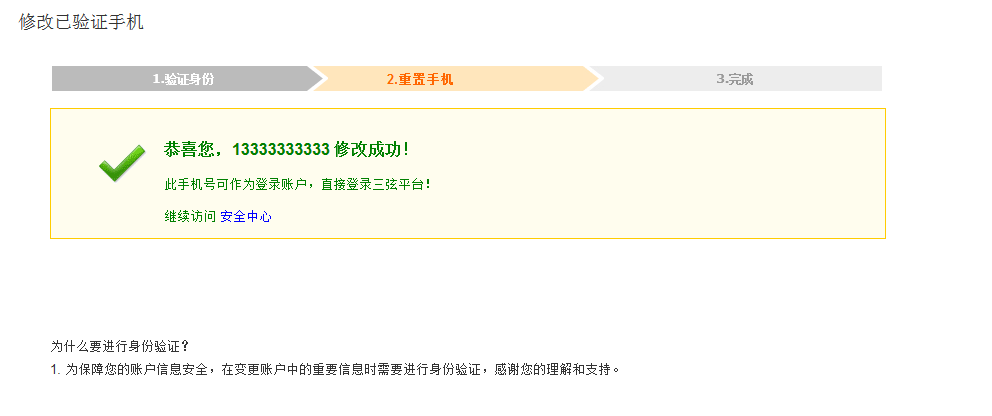 修改已验证手机
1.验证身份
2.重置手机
3.完成
恭喜您，13333333333 修改成功！
此手机号可作为登录账户，直接登录三弦平台！
继续访问 安全中心
为什么要进行身份验证？
1. 为保障您的账户信息安全，在变更账户中的重要信息时需要进行身份验证，感谢您的理解和支持。